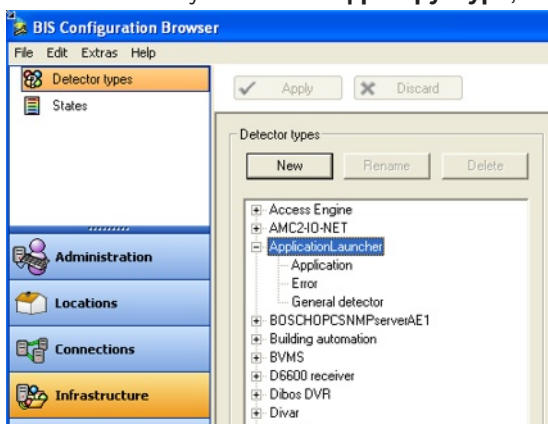 BIS Configuration Browser
File Edit Extras Help
Detector types
States
Apply Discard
Detector types
New Rename Delete
Access Engine
AMC2-IO-NET
ApplicationLauncher
Application
Error
General detector
BOSCHOPCSNMPserverAE1
Building automation
BVMS
D6600 receiver
Dibos DVR
Divar
Administration
Locations
Connections
Infrastructure